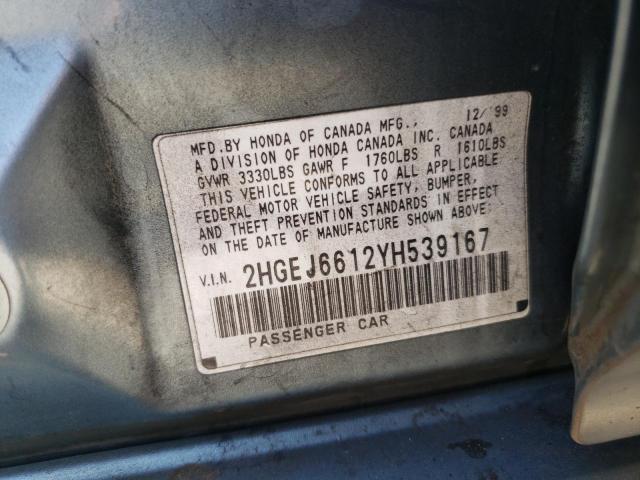 MFD.BY HONDA OF CANADA MFG., 12/'99
A DIVISION OF HONDA CANADA INC. CANADA
GVWR 3330LBS GAWR F 1760LBS R 1610LBS
THIS VEHICLE CONFORMS TO ALL APPLICABLE
FEDERAL MOTOR VEHICLE SAFETY, BUMPER,
AND THEFT PREVENTION STANDARDS IN EFFECT
ON THE DATE OF MANUFACTURE SHOWN ABOVE.
V.I.N. 2HGEJ6612YH539167
PASSENGER CAR